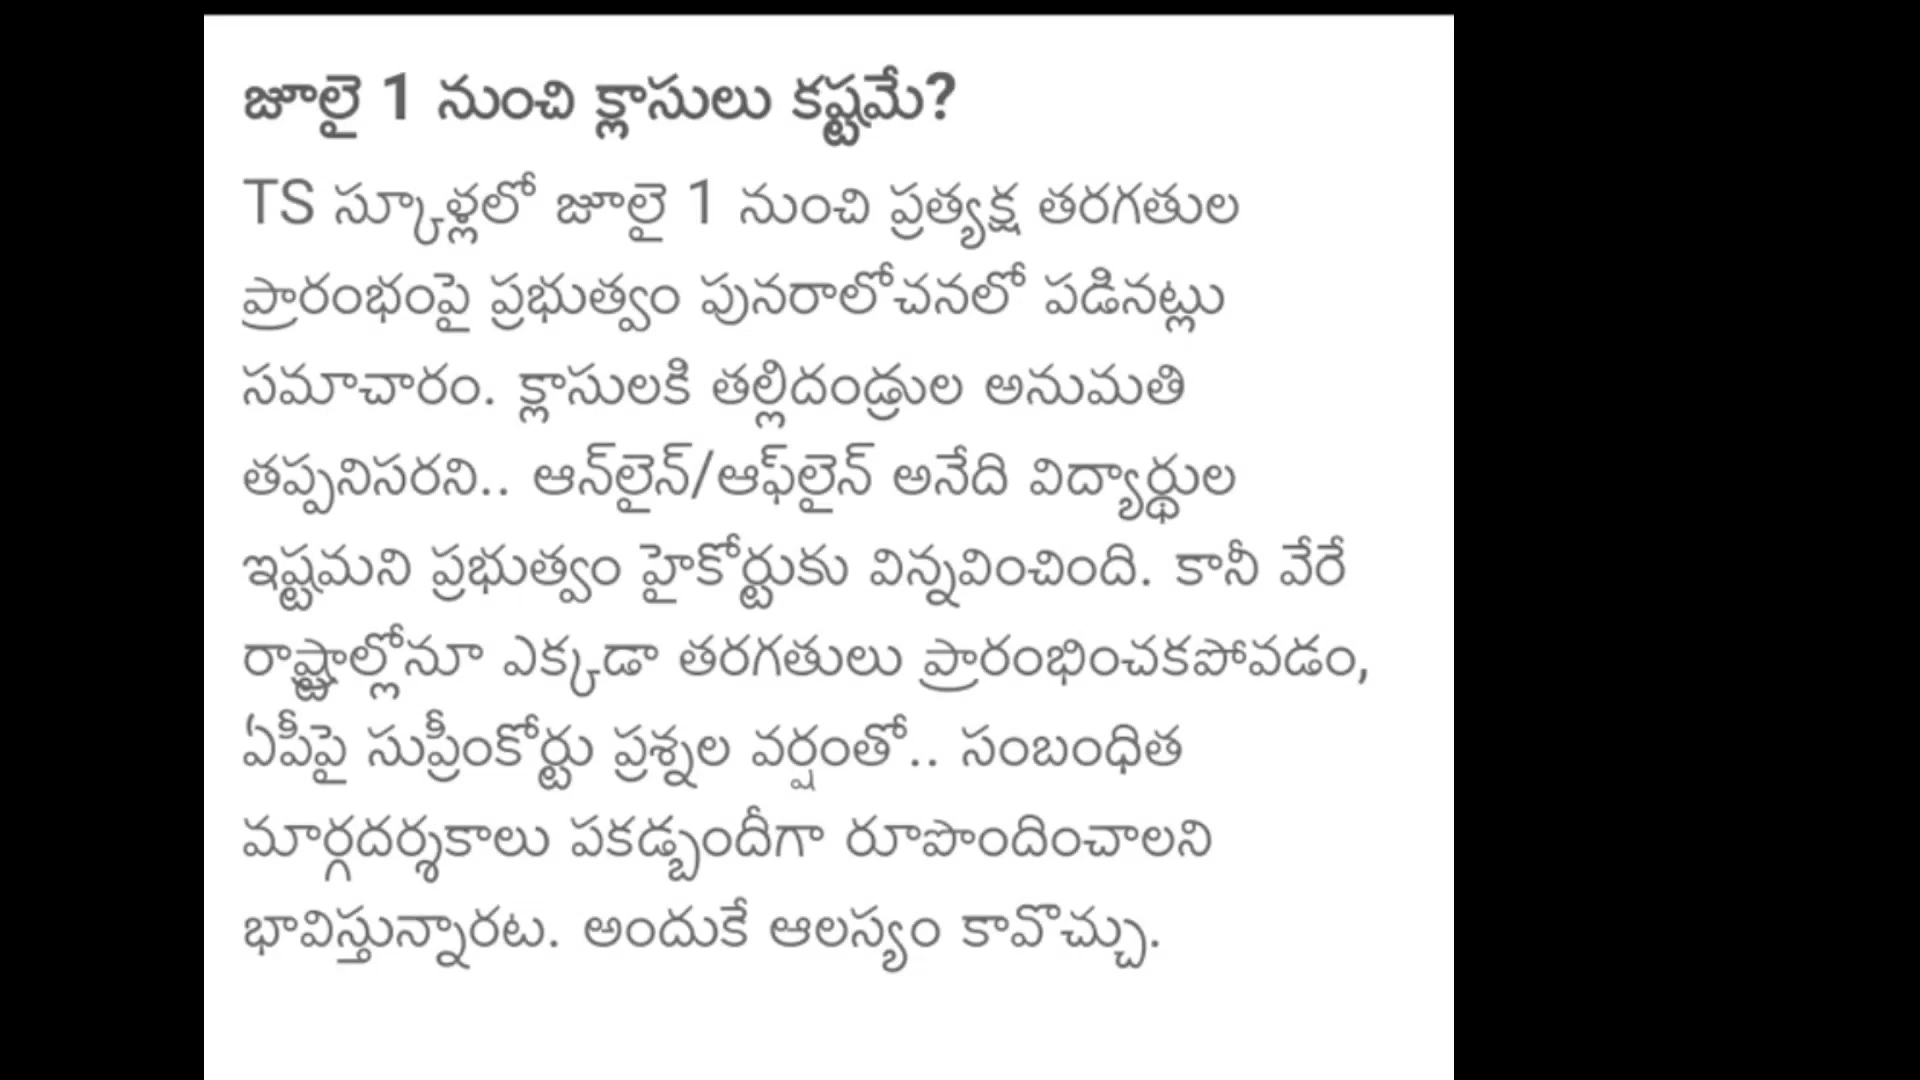 జూలై 1 నుంచి క్లాసులు కష్టమే?
TS స్కూళ్లలో జూలై 1 నుంచి ప్రత్యక్ష తరగతుల
ప్రారంభంపై ప్రభుత్వం పునరాలోచనలో పడినట్లు
సమాచారం. క్లాసులకి తల్లిదండ్రుల అనుమతి
తప్పనిసరని.. ఆన్‌లైన్/ఆఫ్‌లైన్ అనేది విద్యార్థుల
ఇష్టమని ప్రభుత్వం హైకోర్టుకు విన్నవించింది. కానీ వేరే
రాష్ట్రాల్లోనూ ఎక్కడా తరగతులు ప్రారంభించకపోవడం,
ఏపీపై సుప్రీంకోర్టు ప్రశ్నల వర్షంతో.. సంబంధిత
మార్గదర్శకాలు పకడ్బందీగా రూపొందించాలని
భావిస్తున్నారట. అందుకే ఆలస్యం కావొచ్చు.